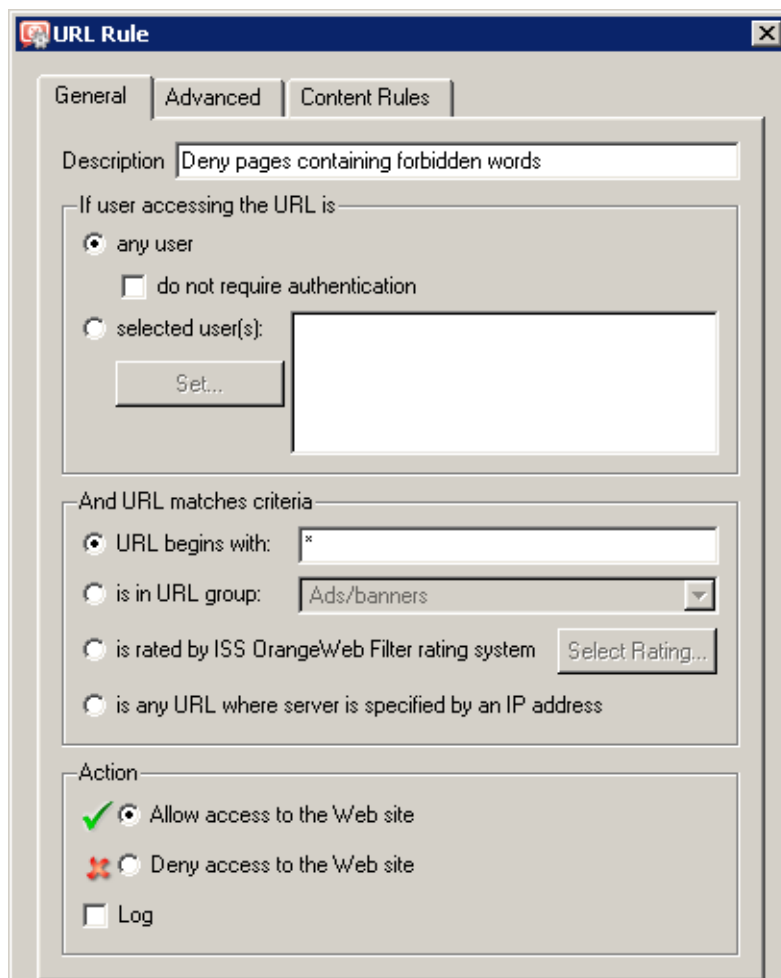 URL Rule
General Advanced Content Rules
Description Deny pages containing forbidden words
If user accessing the URL is
any user
do not require authentication
selected user(s):
Set...
And URL matches criteria
URL begins with: *
is in URL group: Ads/banners
is rated by ISS OrangeWeb Filter rating system Select Rating...
is any URL where server is specified by an IP address
Action
Allow access to the Web site
Deny access to the Web site
Log